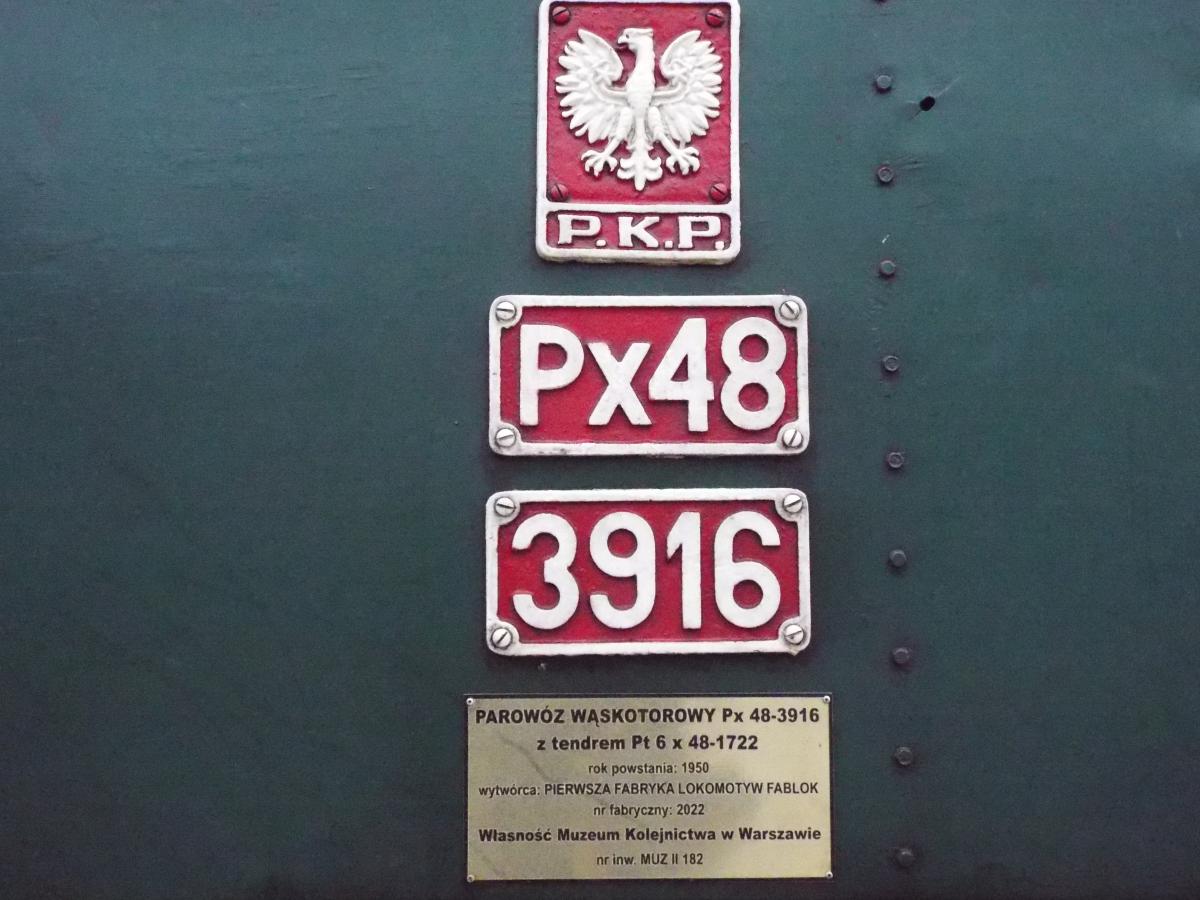 P.K.P.
Px48
3916
PAROWÓZ WĄSKOTOROWY Px 48-3916
z tendrem Pt 6 x 48-1722
rok powstania: 1950
wytwórca: PIERWSZA FABRYKA LOKOMOTYW FABLOK
nr fabryczny: 2022
Własność Muzeum Kolejnictwa w Warszawie
nr inw. MUZ II 182